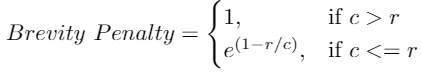 Brevity Penalty = { 1, if c > r
e^(1−r/c), if c <= r